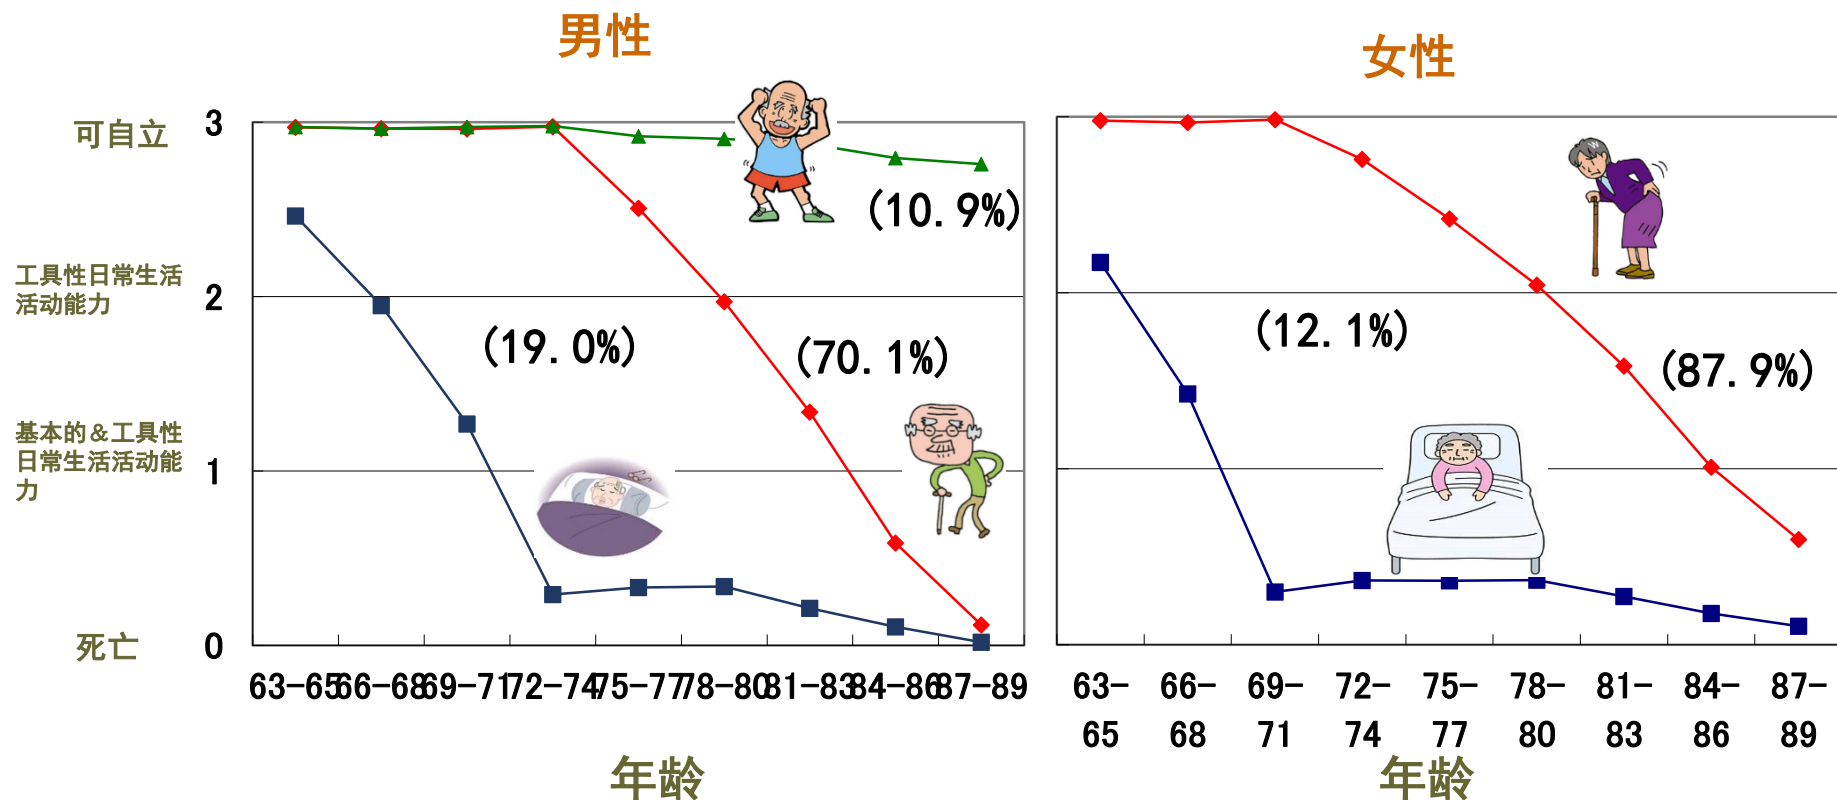 男性
女性
可自立
3
(10.9%)
工具性日常生活
活动能力
2
(19.0%)
(70.1%)
(12.1%)
(87.9%)
基本的&工具性
日常生活活动能
力
1
死亡
0
63-65 66-68 69-71 72-74 75-77 78-80 81-83 84-86 87-89
63- 66- 69- 72- 75- 78- 81- 84- 87-
65 68 71 74 77 80 83 86 89
年龄
年龄